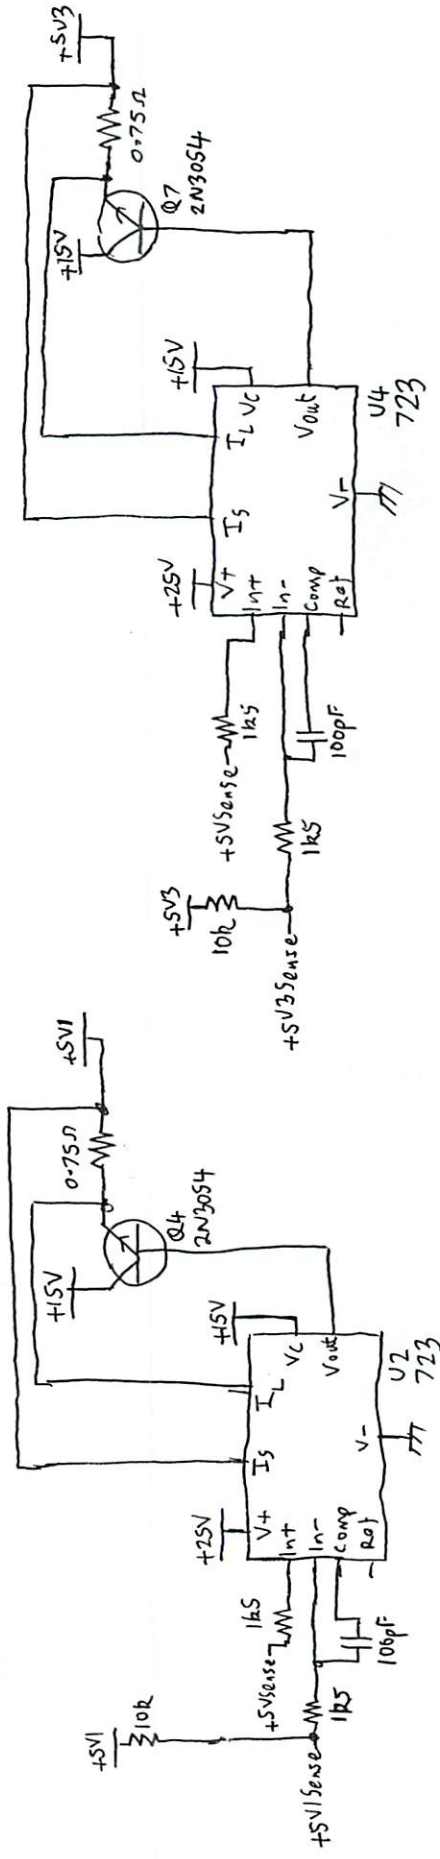 +5V1
10k
+5VSense
1k5
+5V1Sense
1k5
100pF
+25V
V+
In+
In-
Comp
Ref
Is
IL
Vc
Vout
V-
U2
723
+15V
+15V
Q4
2N3054
0.75Ω
+5V1
+5V3
10k
+5VSense
1k5
+5V3Sense
1k5
100pF
+25V
V+
In+
In-
Comp
Ref
Is
IL
Vc
Vout
V-
U4
723
+15V
+15V
Q7
2N3054
0.75Ω
+5V3